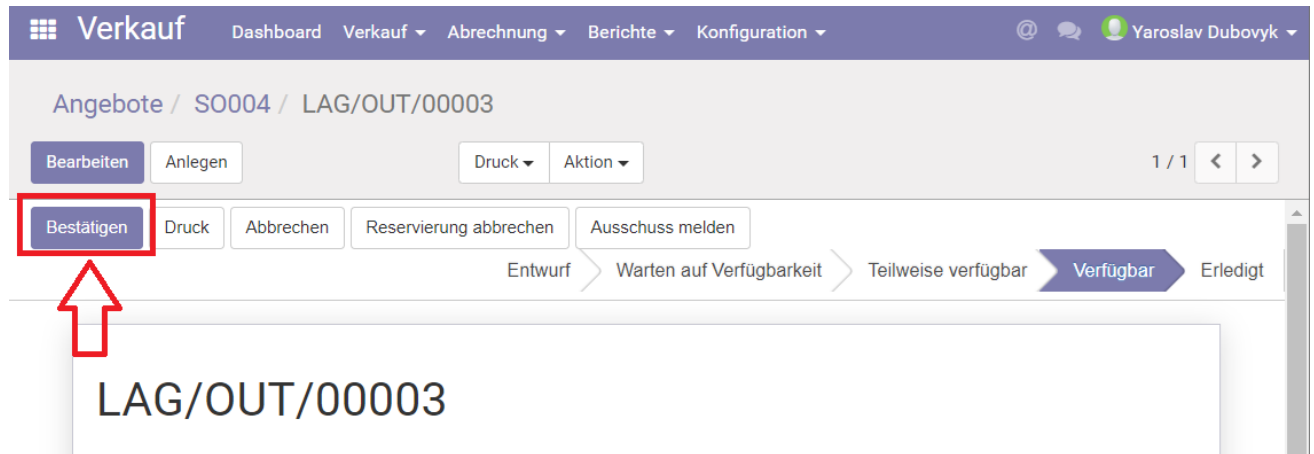 Verkauf Dashboard Verkauf Abrechnung Berichte Konfiguration @ Yaroslav Dubovyk
Angebote / SO004 / LAG/OUT/00003
Bearbeiten Anlegen Druck Aktion 1 / 1
Bestätigen Druck Abbrechen Reservierung abbrechen Ausschuss melden
Entwurf Warten auf Verfügbarkeit Teilweise verfügbar Verfügbar Erledigt
LAG/OUT/00003